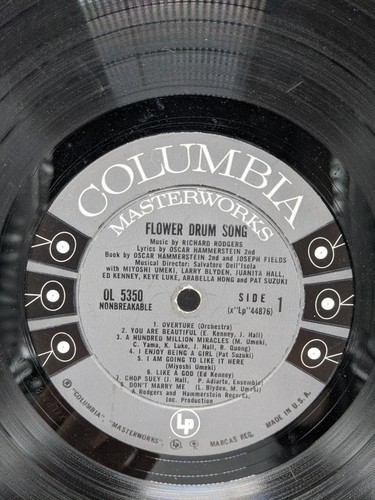 COLUMBIA
MASTERWORKS
FLOWER DRUM SONG
Music by RICHARD RODGERS
Lyrics by OSCAR HAMMERSTEIN 2nd
Book by OSCAR HAMMERSTEIN 2nd and JOSEPH FIELDS
Musical Director: Salvatore Dell'Isola
with MIYOSHI UMEKI, LARRY BLYDEN, JUANITA HALL,
ED KENNEY, KEYE LUKE, ARABELLA HONG and PAT SUZUKI
OL 5350
NONBREAKABLE
SIDE 1
(x"Lp"44876)
1. OVERTURE (Orchestra)
2. YOU ARE BEAUTIFUL (E. Kenney, J. Hall)
3. A HUNDRED MILLION MIRACLES (M. Umeki,
C. Yama, K. Luke, J. Hall, R. Quong)
4. I ENJOY BEING A GIRL (Pat Suzuki)
5. I AM GOING TO LIKE IT HERE
(Miyoshi Umeki)
6. LIKE A GOD (Ed Kenney)
7. CHOP SUEY (J. Hall, P. Adiarte, Ensemble)
8. DON'T MARRY ME (L. Blyden, M. Umeki)
A Rodgers and Hammerstein Records,
Inc. Production
Lp
® "COLUMBIA" "MASTERWORKS" MARCAS REG. MADE IN U.S.A.